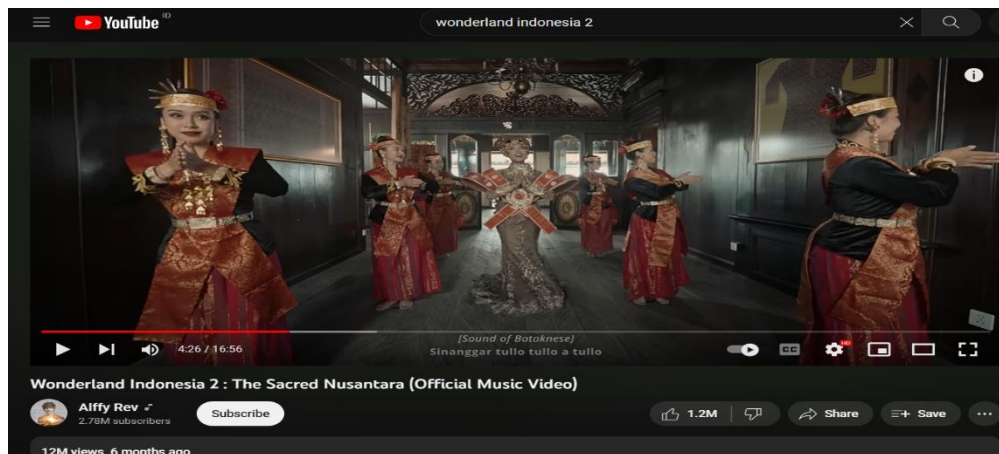 YouTube ID
wonderland indonesia 2
[Sound of Bataknese]
Sinanggar tullo tullo a tullo
4:26 / 16:56
CC
HD
Wonderland Indonesia 2 : The Sacred Nusantara (Official Music Video)
Alffy Rev
2.78M subscribers
Subscribe
1.2M
Share
Save
12M views 6 months ago